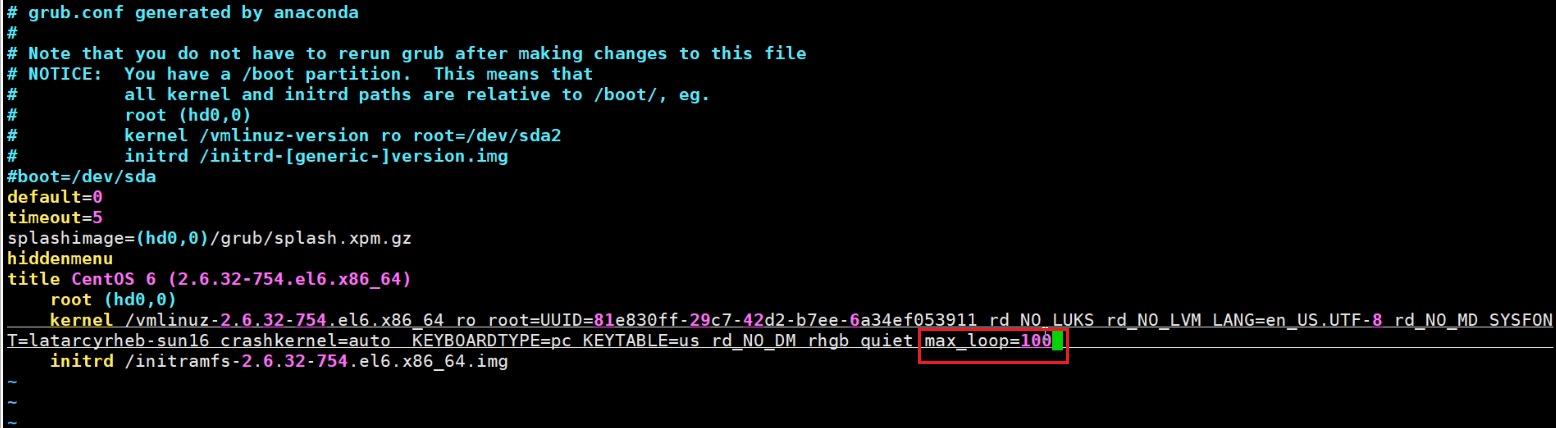 # grub.conf generated by anaconda
#
# Note that you do not have to rerun grub after making changes to this file
# NOTICE:  You have a /boot partition.  This means that
#          all kernel and initrd paths are relative to /boot/, eg.
#          root (hd0,0)
#          kernel /vmlinuz-version ro root=/dev/sda2
#          initrd /initrd-[generic-]version.img
#boot=/dev/sda
default=0
timeout=5
splashimage=(hd0,0)/grub/splash.xpm.gz
hiddenmenu
title CentOS 6 (2.6.32-754.el6.x86_64)
    root (hd0,0)
    kernel /vmlinuz-2.6.32-754.el6.x86_64 ro root=UUID=81e830ff-29c7-42d2-b7ee-6a34ef053911 rd_NO_LUKS rd_NO_LVM LANG=en_US.UTF-8 rd_NO_MD SYSFON
T=latarcyrheb-sun16 crashkernel=auto  KEYBOARDTYPE=pc KEYTABLE=us rd_NO_DM rhgb quiet max_loop=100
    initrd /initramfs-2.6.32-754.el6.x86_64.img
~
~
~